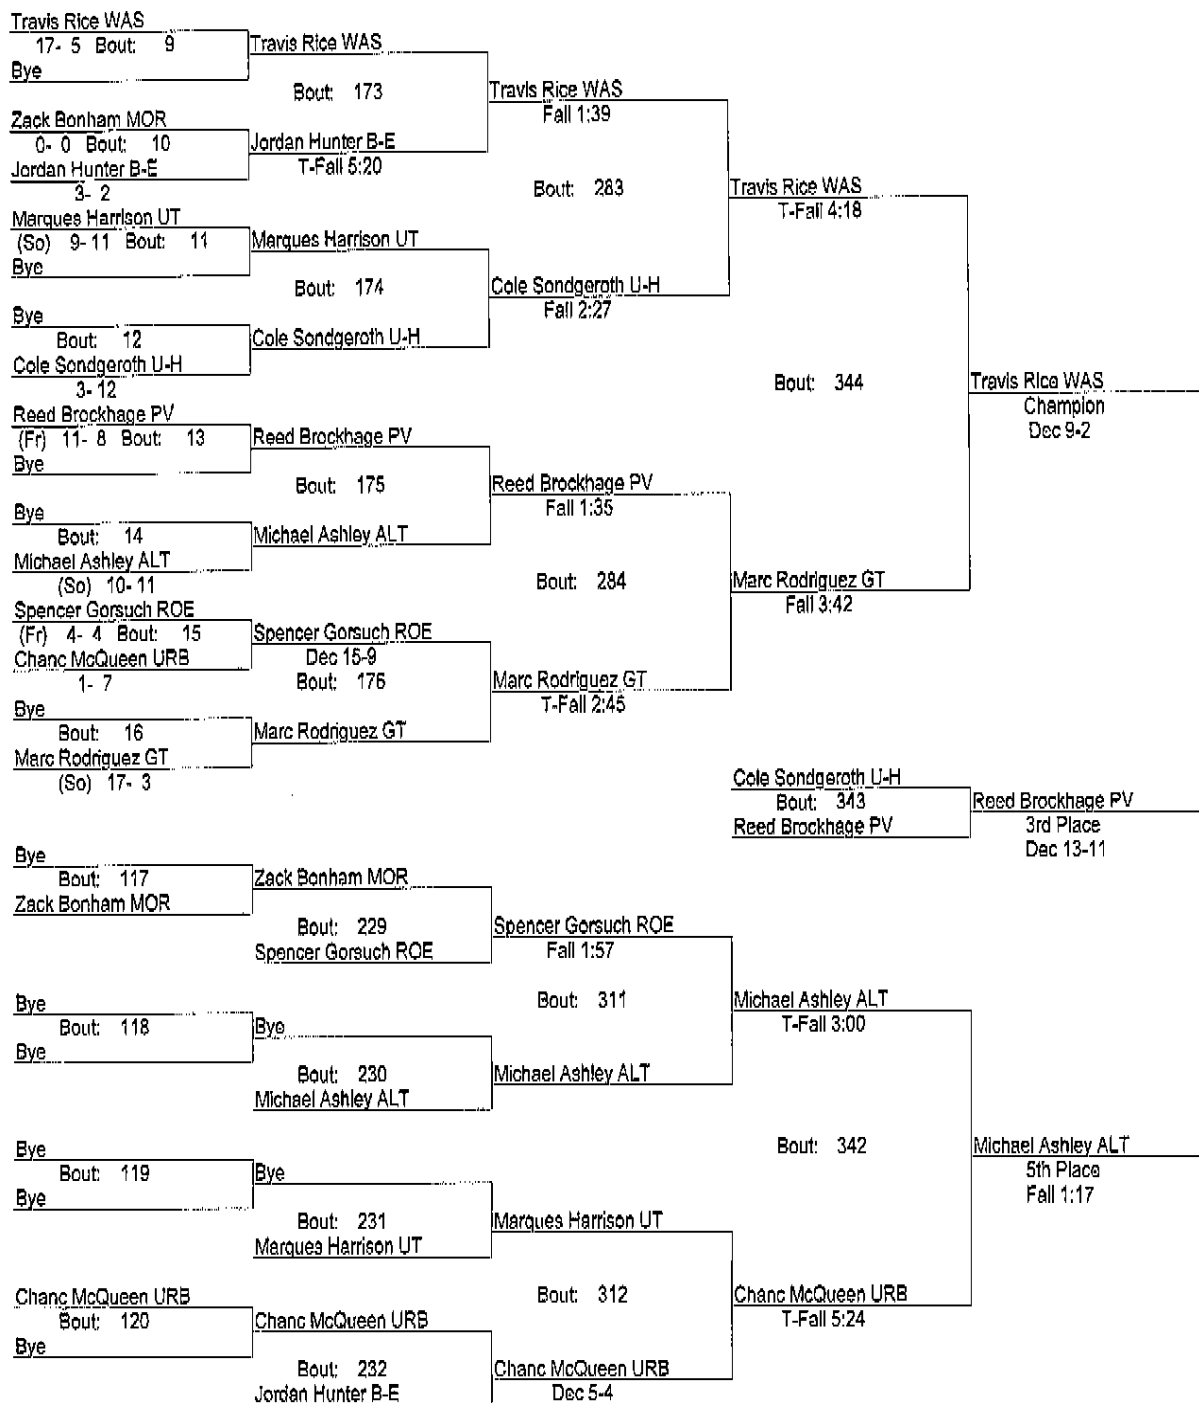 Travis Rice WAS
17- 5 Bout: 9
Bye
Travis Rice WAS
Bout: 173
Zack Bonham MOR
0- 0 Bout: 10
Jordan Hunter B-E
3- 2
Jordan Hunter B-E
T-Fall 5:20
Travis Rice WAS
Fall 1:39
Bout: 283
Marques Harrison UT
(So) 9- 11 Bout: 11
Bye
Marques Harrison UT
Bout: 174
Bye
Bout: 12
Cole Sondgeroth U-H
3- 12
Cole Sondgeroth U-H
Cole Sondgeroth U-H
Fall 2:27
Travis Rice WAS
T-Fall 4:18
Bout: 344
Travis Rice WAS
Champion
Dec 9-2
Reed Brockhage PV
(Fr) 11- 8 Bout: 13
Bye
Reed Brockhage PV
Bout: 175
Bye
Bout: 14
Michael Ashley ALT
(So) 10- 11
Michael Ashley ALT
Reed Brockhage PV
Fall 1:35
Bout: 284
Spencer Gorsuch ROE
(Fr) 4- 4 Bout: 15
Chanc McQueen URB
1- 7
Spencer Gorsuch ROE
Dec 15-9
Bout: 176
Bye
Bout: 16
Marc Rodriguez GT
(So) 17- 3
Marc Rodriguez GT
Marc Rodriguez GT
T-Fall 2:45
Marc Rodriguez GT
Fall 3:42
Cole Sondgeroth U-H
Bout: 343
Reed Brockhage PV
Reed Brockhage PV
3rd Place
Dec 13-11
Bye
Bout: 117
Zack Bonham MOR
Zack Bonham MOR
Bout: 229
Spencer Gorsuch ROE
Spencer Gorsuch ROE
Fall 1:57
Bout: 311
Bye
Bout: 118
Bye
Bye
Bout: 230
Michael Ashley ALT
Michael Ashley ALT
Michael Ashley ALT
T-Fall 3:00
Bout: 342
Michael Ashley ALT
5th Place
Fall 1:17
Bye
Bout: 119
Bye
Bye
Bout: 231
Marques Harrison UT
Marques Harrison UT
Bout: 312
Chanc McQueen URB
Bout: 120
Bye
Chanc McQueen URB
Bout: 232
Jordan Hunter B-E
Chanc McQueen URB
Dec 5-4
Chanc McQueen URB
T-Fall 5:24